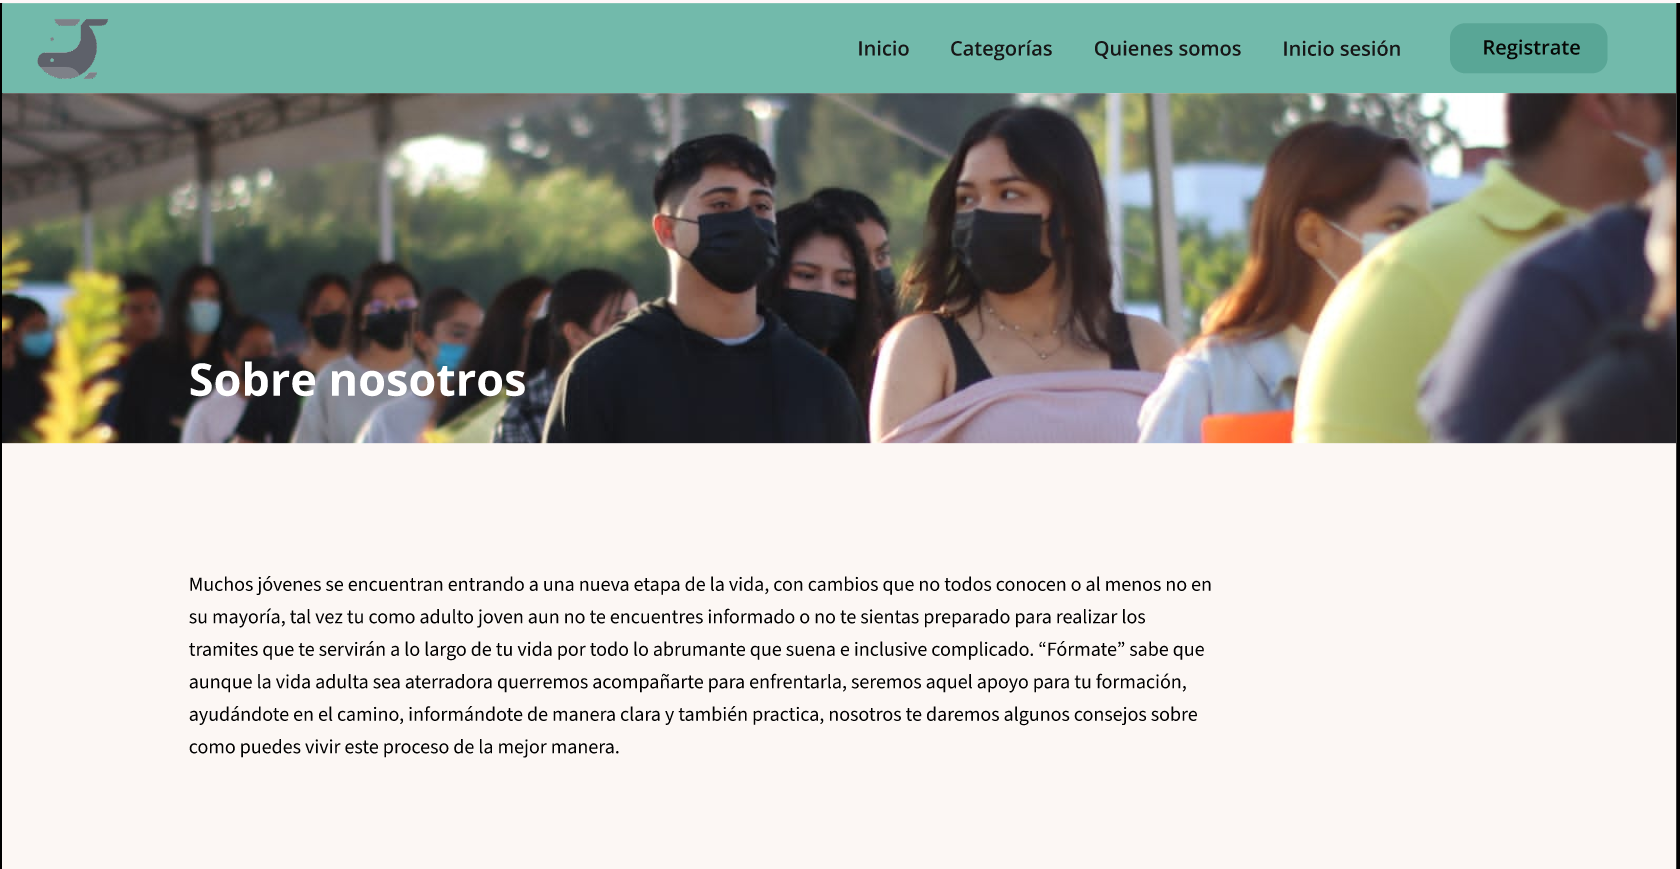 Inicio
Categorías
Quienes somos
Inicio sesión
Registrate
Sobre nosotros
Muchos jóvenes se encuentran entrando a una nueva etapa de la vida, con cambios que no todos conocen o al menos no en
su mayoría, tal vez tu como adulto joven aun no te encuentres informado o no te sientas preparado para realizar los
tramites que te servirán a lo largo de tu vida por todo lo abrumante que suena e inclusive complicado. “Fórmate” sabe que
aunque la vida adulta sea aterradora querremos acompañarte para enfrentarla, seremos aquel apoyo para tu formación,
ayudándote en el camino, informándote de manera clara y también practica, nosotros te daremos algunos consejos sobre
como puedes vivir este proceso de la mejor manera.